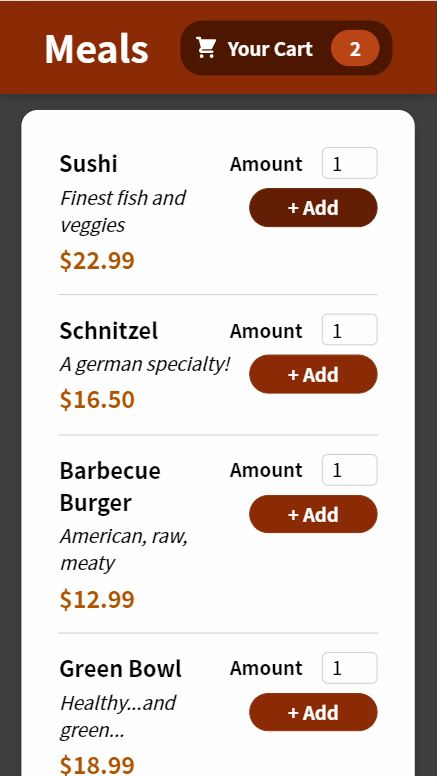 Meals Your Cart 2
Sushi Amount 1
Finest fish and
veggies
+ Add
$22.99
Schnitzel Amount 1
A german specialty!
+ Add
$16.50
Barbecue
Burger
Amount 1
American, raw,
meaty
+ Add
$12.99
Green Bowl Amount 1
Healthy...and
green...
+ Add
$18.99